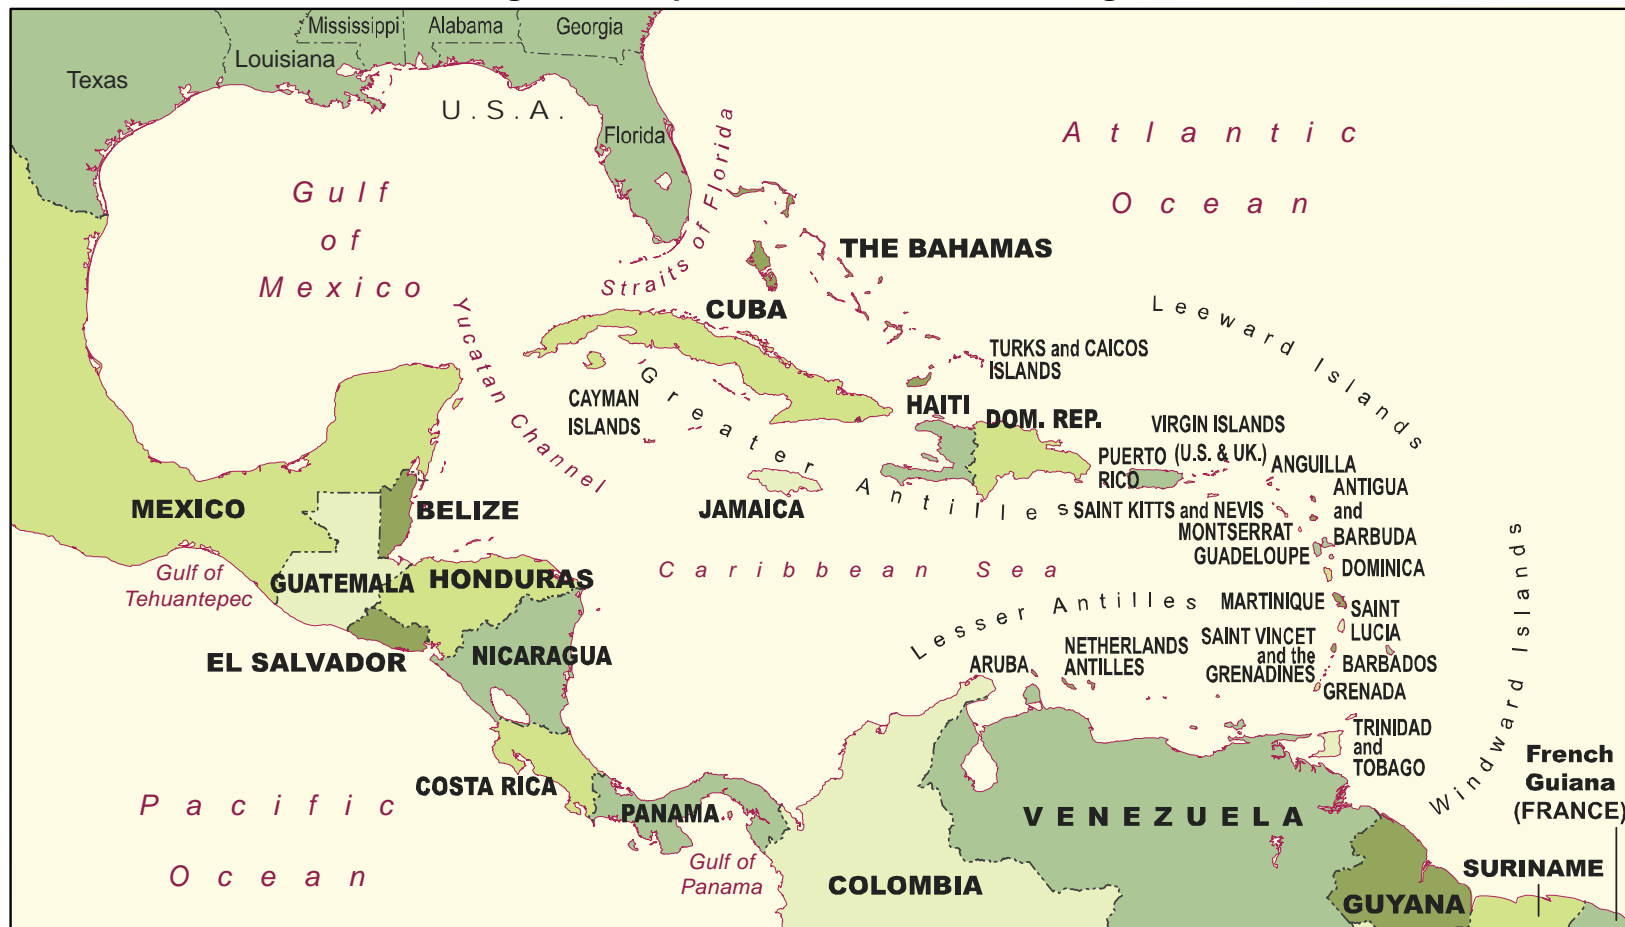 Mississippi
Alabama
Georgia
Louisiana
Texas
U.S.A.
Florida
Atlantic
Ocean
Gulf
of
Mexico
Straits of Florida
THE BAHAMAS
CUBA
Yucatan Channel
Leeward Islands
TURKS and CAICOS
ISLANDS
CAYMAN
ISLANDS
Greater
Antilles
HAITI
DOM. REP.
VIRGIN ISLANDS
(U.S. & UK.)
PUERTO
RICO
ANGUILLA
ANTIGUA
and
BARBUDA
MEXICO
BELIZE
JAMAICA
SAINT KITTS and NEVIS
MONTSERRAT
GUADELOUPE
DOMINICA
Gulf of
Tehuantepec
GUATEMALA
HONDURAS
Caribbean Sea
Lesser Antilles
MARTINIQUE
SAINT
LUCIA
Windward Islands
EL SALVADOR
NICARAGUA
ARUBA
NETHERLANDS
ANTILLES
SAINT VINCET
and the
GRENADINES
BARBADOS
GRENADA
TRINIDAD
and
TOBAGO
COSTA RICA
PANAMA
Pacific
Ocean
Gulf of
Panama
VENEZUELA
COLOMBIA
French
Guiana
(FRANCE)
SURINAME
GUYANA